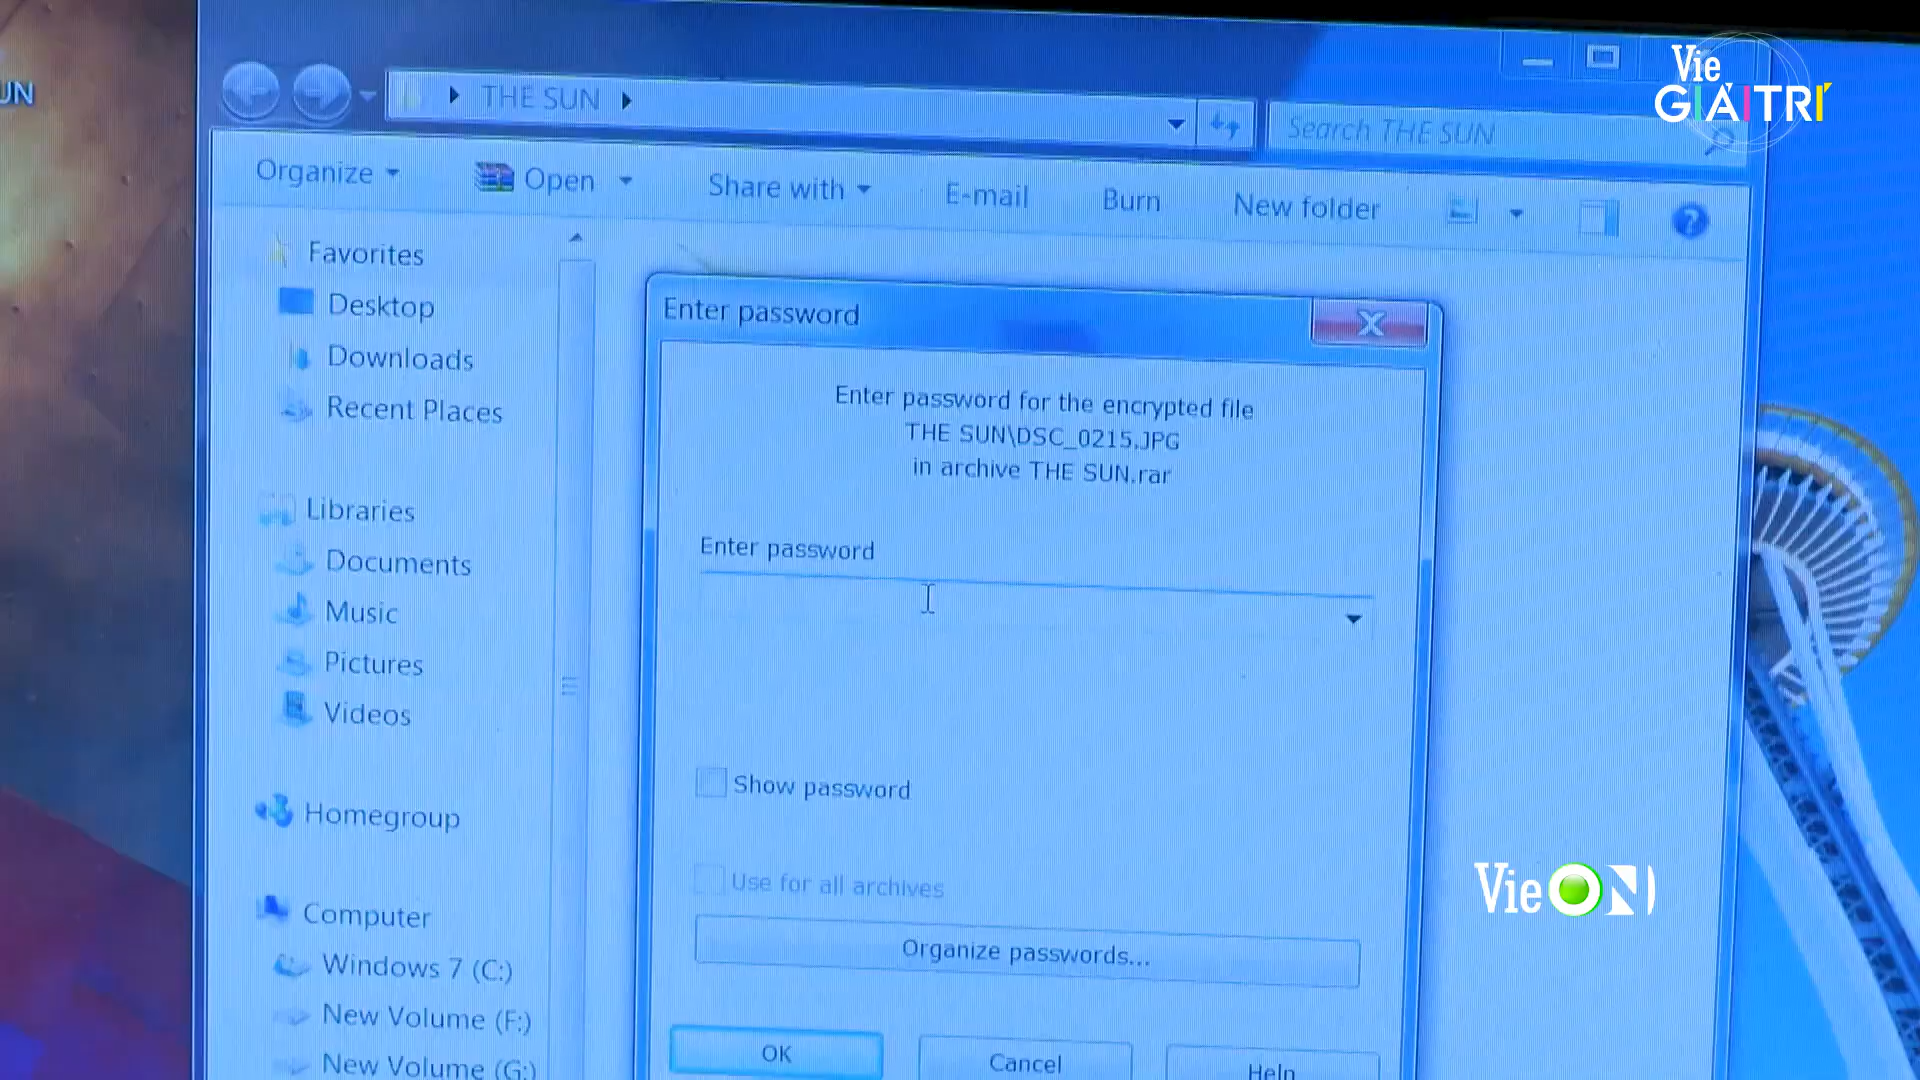 UN
THE SUN
Search THE SUN
Vie
GIẢI TRÍ
Organize
Open
Share with
E-mail
Burn
New folder
Favorites
Desktop
Downloads
Recent Places
Libraries
Documents
Music
Pictures
Videos
Homegroup
Computer
Windows 7 (C:)
New Volume (F:)
New Volume (G:)
Enter password
Enter password for the encrypted file
THE SUN\DSC_0215.JPG
in archive THE SUN.rar
Enter password
Show password
Use for all archives
Organize passwords...
OK
Cancel
Help
VieON